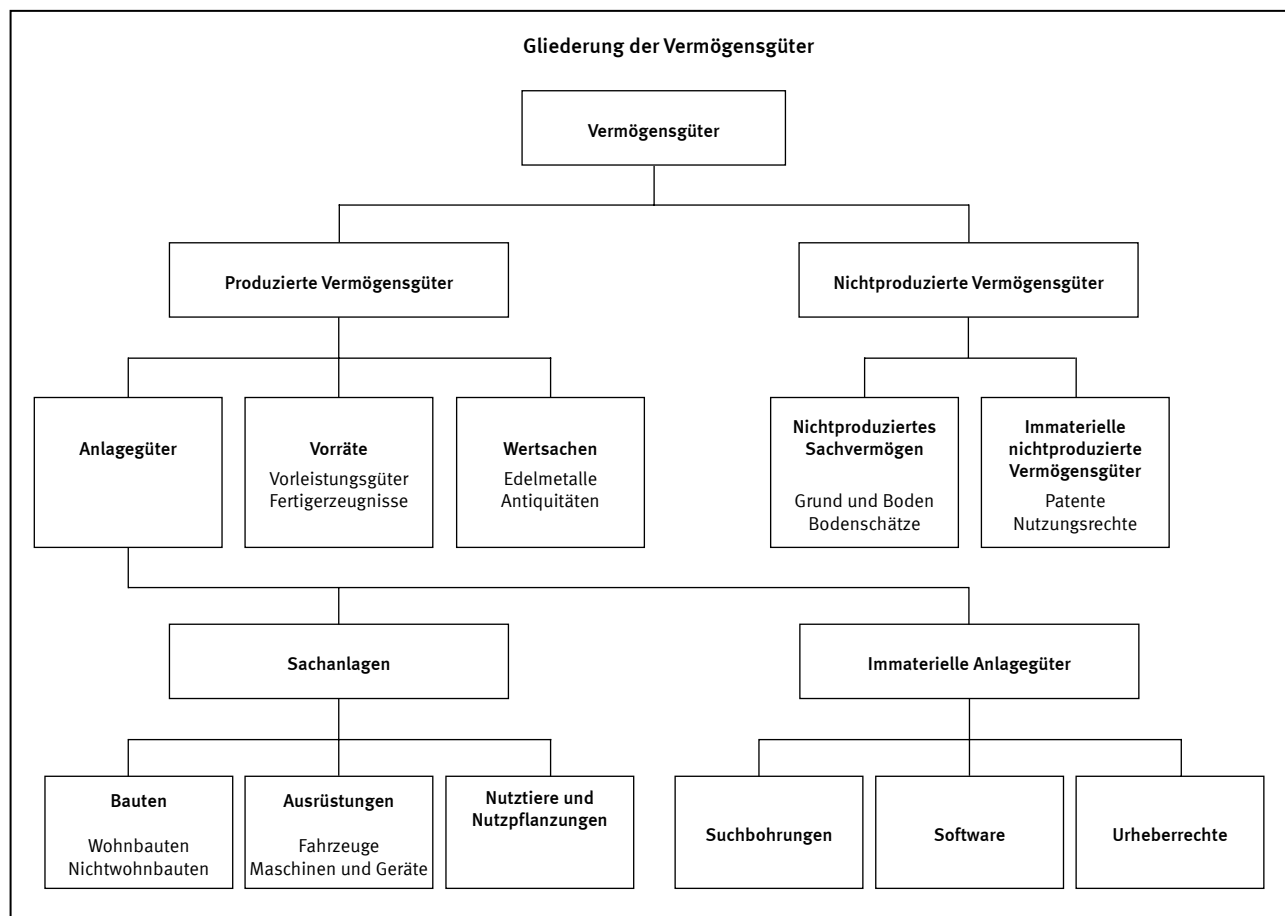 Gliederung der Vermögensgüter
Vermögensgüter
Produzierte Vermögensgüter
Nichtproduzierte Vermögensgüter
Anlagegüter
Vorräte
Vorleistungsgüter
Fertigerzeugnisse
Wertsachen
Edelmetalle
Antiquitäten
Nichtproduziertes
Sachvermögen
Grund und Boden
Bodenschätze
Immaterielle
nichtproduzierte
Vermögensgüter
Patente
Nutzungsrechte
Sachanlagen
Immaterielle Anlagegüter
Bauten
Wohnbauten
Nichtwohnbauten
Ausrüstungen
Fahrzeuge
Maschinen und Geräte
Nutztiere und
Nutzpflanzungen
Suchbohrungen
Software
Urheberrechte